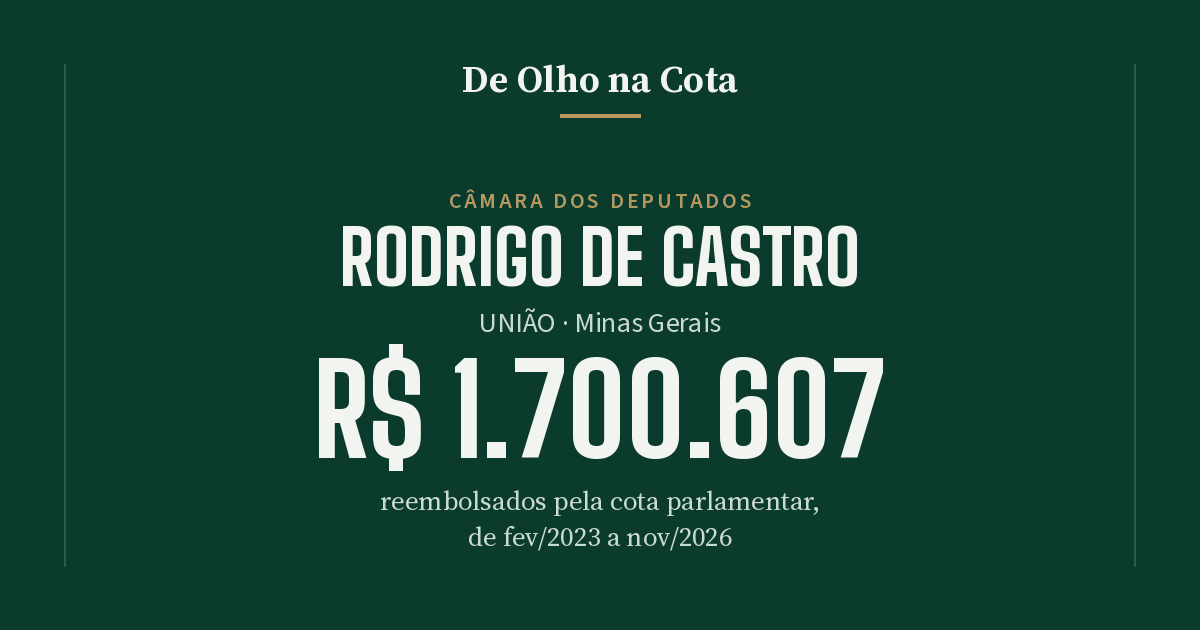 De Olho na Cota
CÂMARA DOS DEPUTADOS
RODRIGO DE CASTRO
UNIÃO · Minas Gerais
R$ 1.700.607
reembolsados pela cota parlamentar,
de fev/2023 a nov/2026